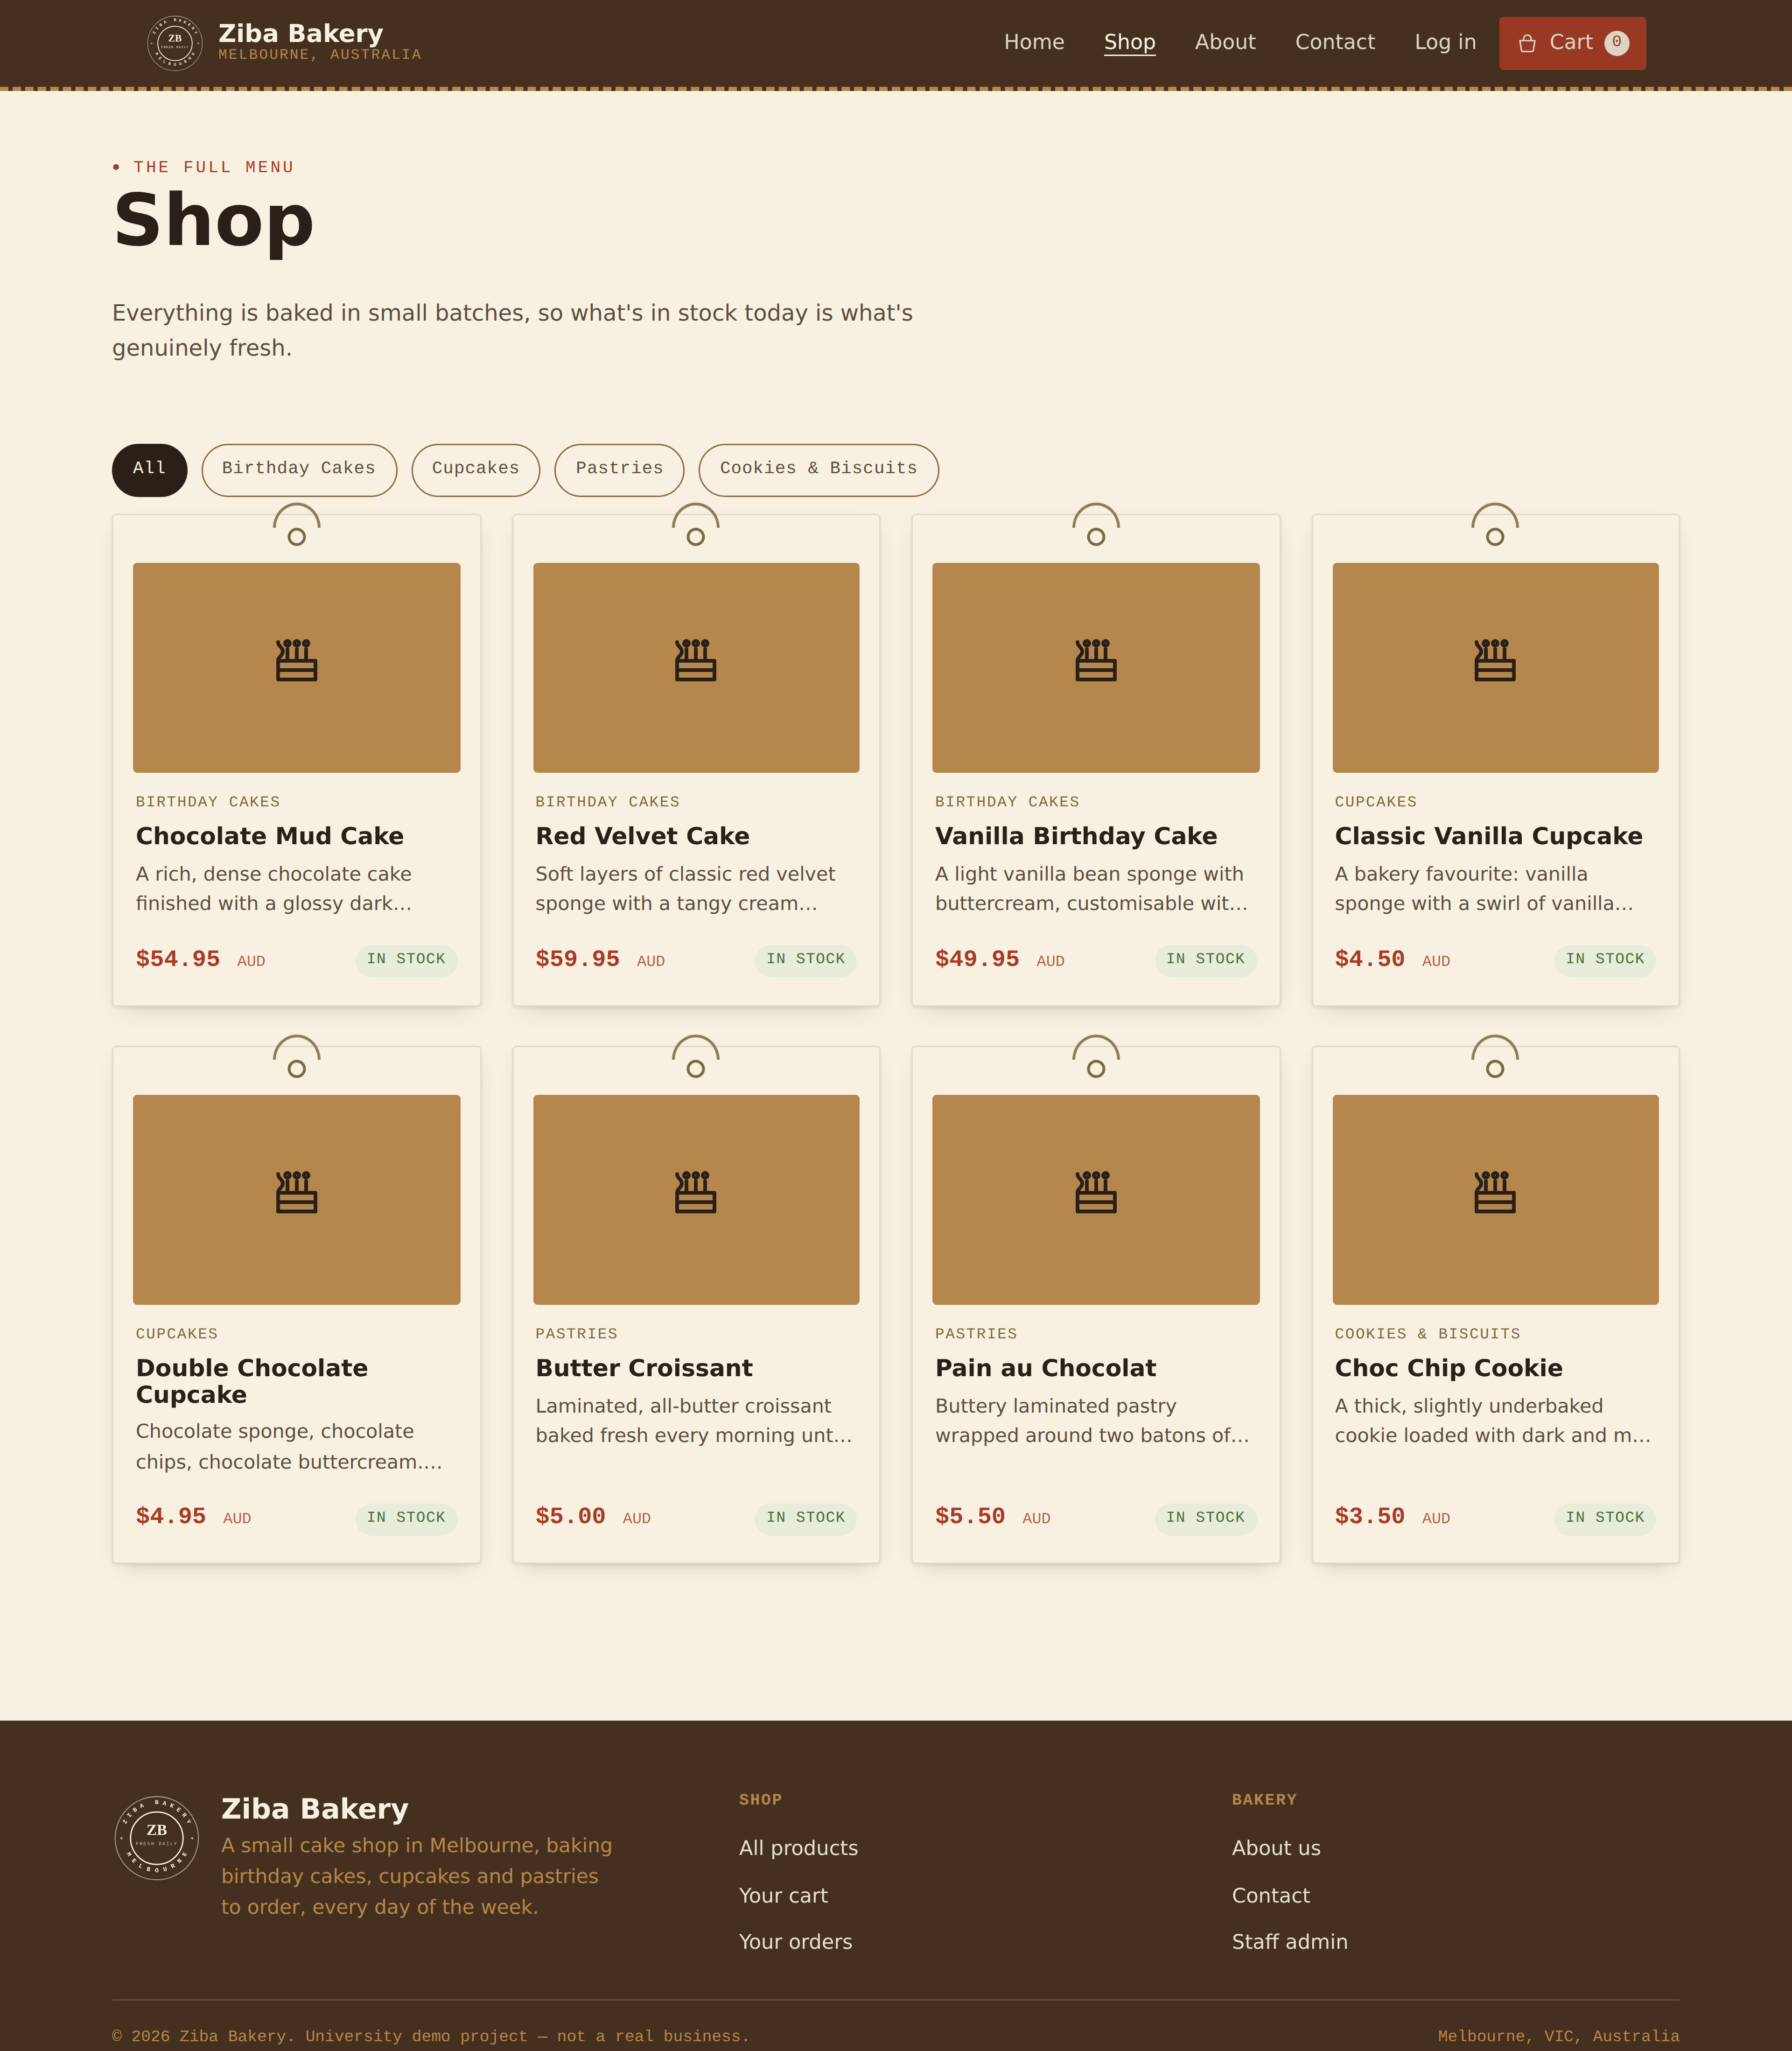 ZIBA BAKERY
ZB
FRESH DAILY
MELBOURNE
Ziba Bakery
MELBOURNE, AUSTRALIA
Home
Shop
About
Contact
Log in
Cart 0
• THE FULL MENU
Shop
Everything is baked in small batches, so what's in stock today is what's
genuinely fresh.
All
Birthday Cakes
Cupcakes
Pastries
Cookies & Biscuits
BIRTHDAY CAKES
Chocolate Mud Cake
A rich, dense chocolate cake
finished with a glossy dark…
$54.95 AUD
IN STOCK
BIRTHDAY CAKES
Red Velvet Cake
Soft layers of classic red velvet
sponge with a tangy cream…
$59.95 AUD
IN STOCK
BIRTHDAY CAKES
Vanilla Birthday Cake
A light vanilla bean sponge with
buttercream, customisable wit…
$49.95 AUD
IN STOCK
CUPCAKES
Classic Vanilla Cupcake
A bakery favourite: vanilla
sponge with a swirl of vanilla…
$4.50 AUD
IN STOCK
CUPCAKES
Double Chocolate
Cupcake
Chocolate sponge, chocolate
chips, chocolate buttercream.…
$4.95 AUD
IN STOCK
PASTRIES
Butter Croissant
Laminated, all-butter croissant
baked fresh every morning unt…
$5.00 AUD
IN STOCK
PASTRIES
Pain au Chocolat
Buttery laminated pastry
wrapped around two batons of…
$5.50 AUD
IN STOCK
COOKIES & BISCUITS
Choc Chip Cookie
A thick, slightly underbaked
cookie loaded with dark and m…
$3.50 AUD
IN STOCK
ZIBA BAKERY
ZB
FRESH DAILY
MELBOURNE
Ziba Bakery
A small cake shop in Melbourne, baking
birthday cakes, cupcakes and pastries
to order, every day of the week.
SHOP
All products
Your cart
Your orders
BAKERY
About us
Contact
Staff admin
© 2026 Ziba Bakery. University demo project — not a real business.
Melbourne, VIC, Australia